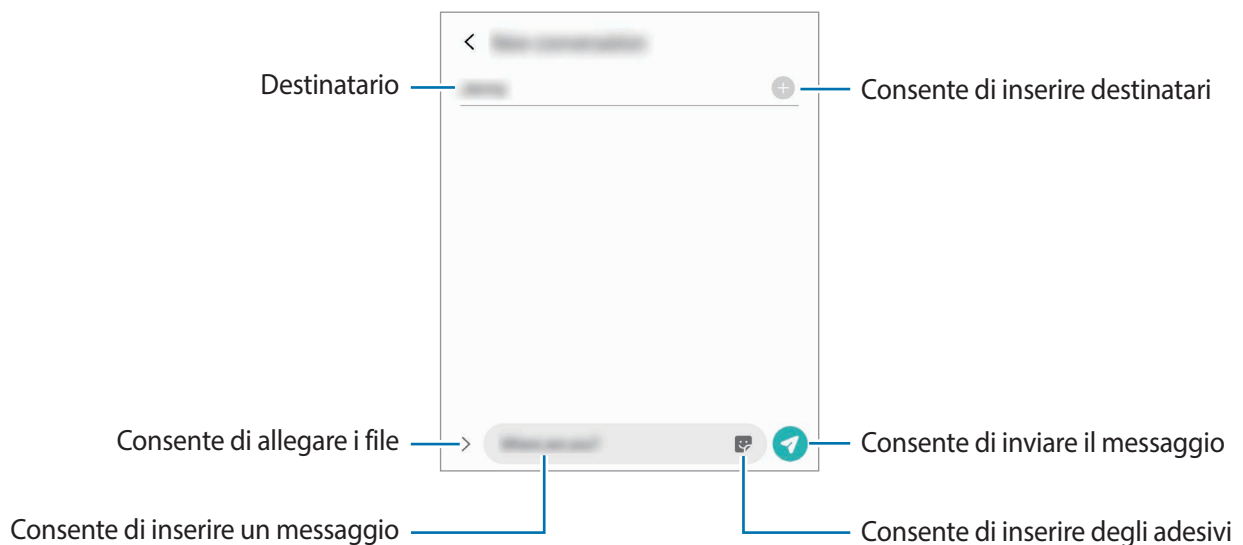 Destinatario
Consente di inserire destinatari
Consente di allegare i file
Consente di inviare il messaggio
Consente di inserire un messaggio
Consente di inserire degli adesivi